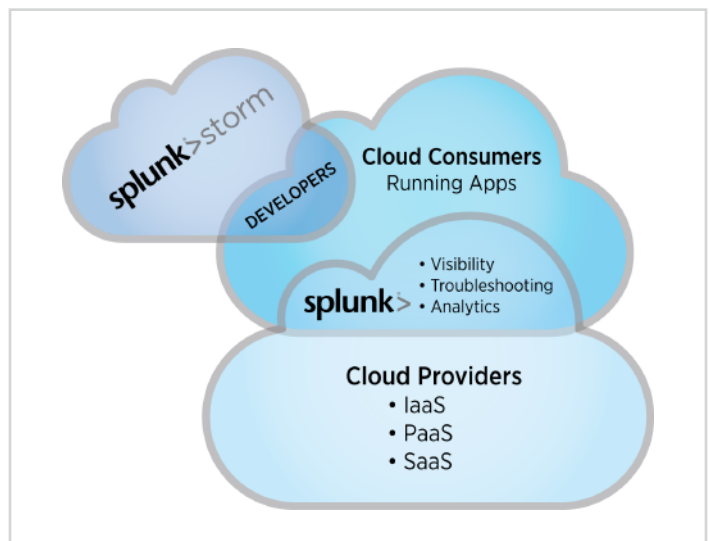 splunk>storm
DEVELOPERS
Cloud Consumers
Running Apps
splunk>
• Visibility
• Troubleshooting
• Analytics
Cloud Providers
• IaaS
• PaaS
• SaaS